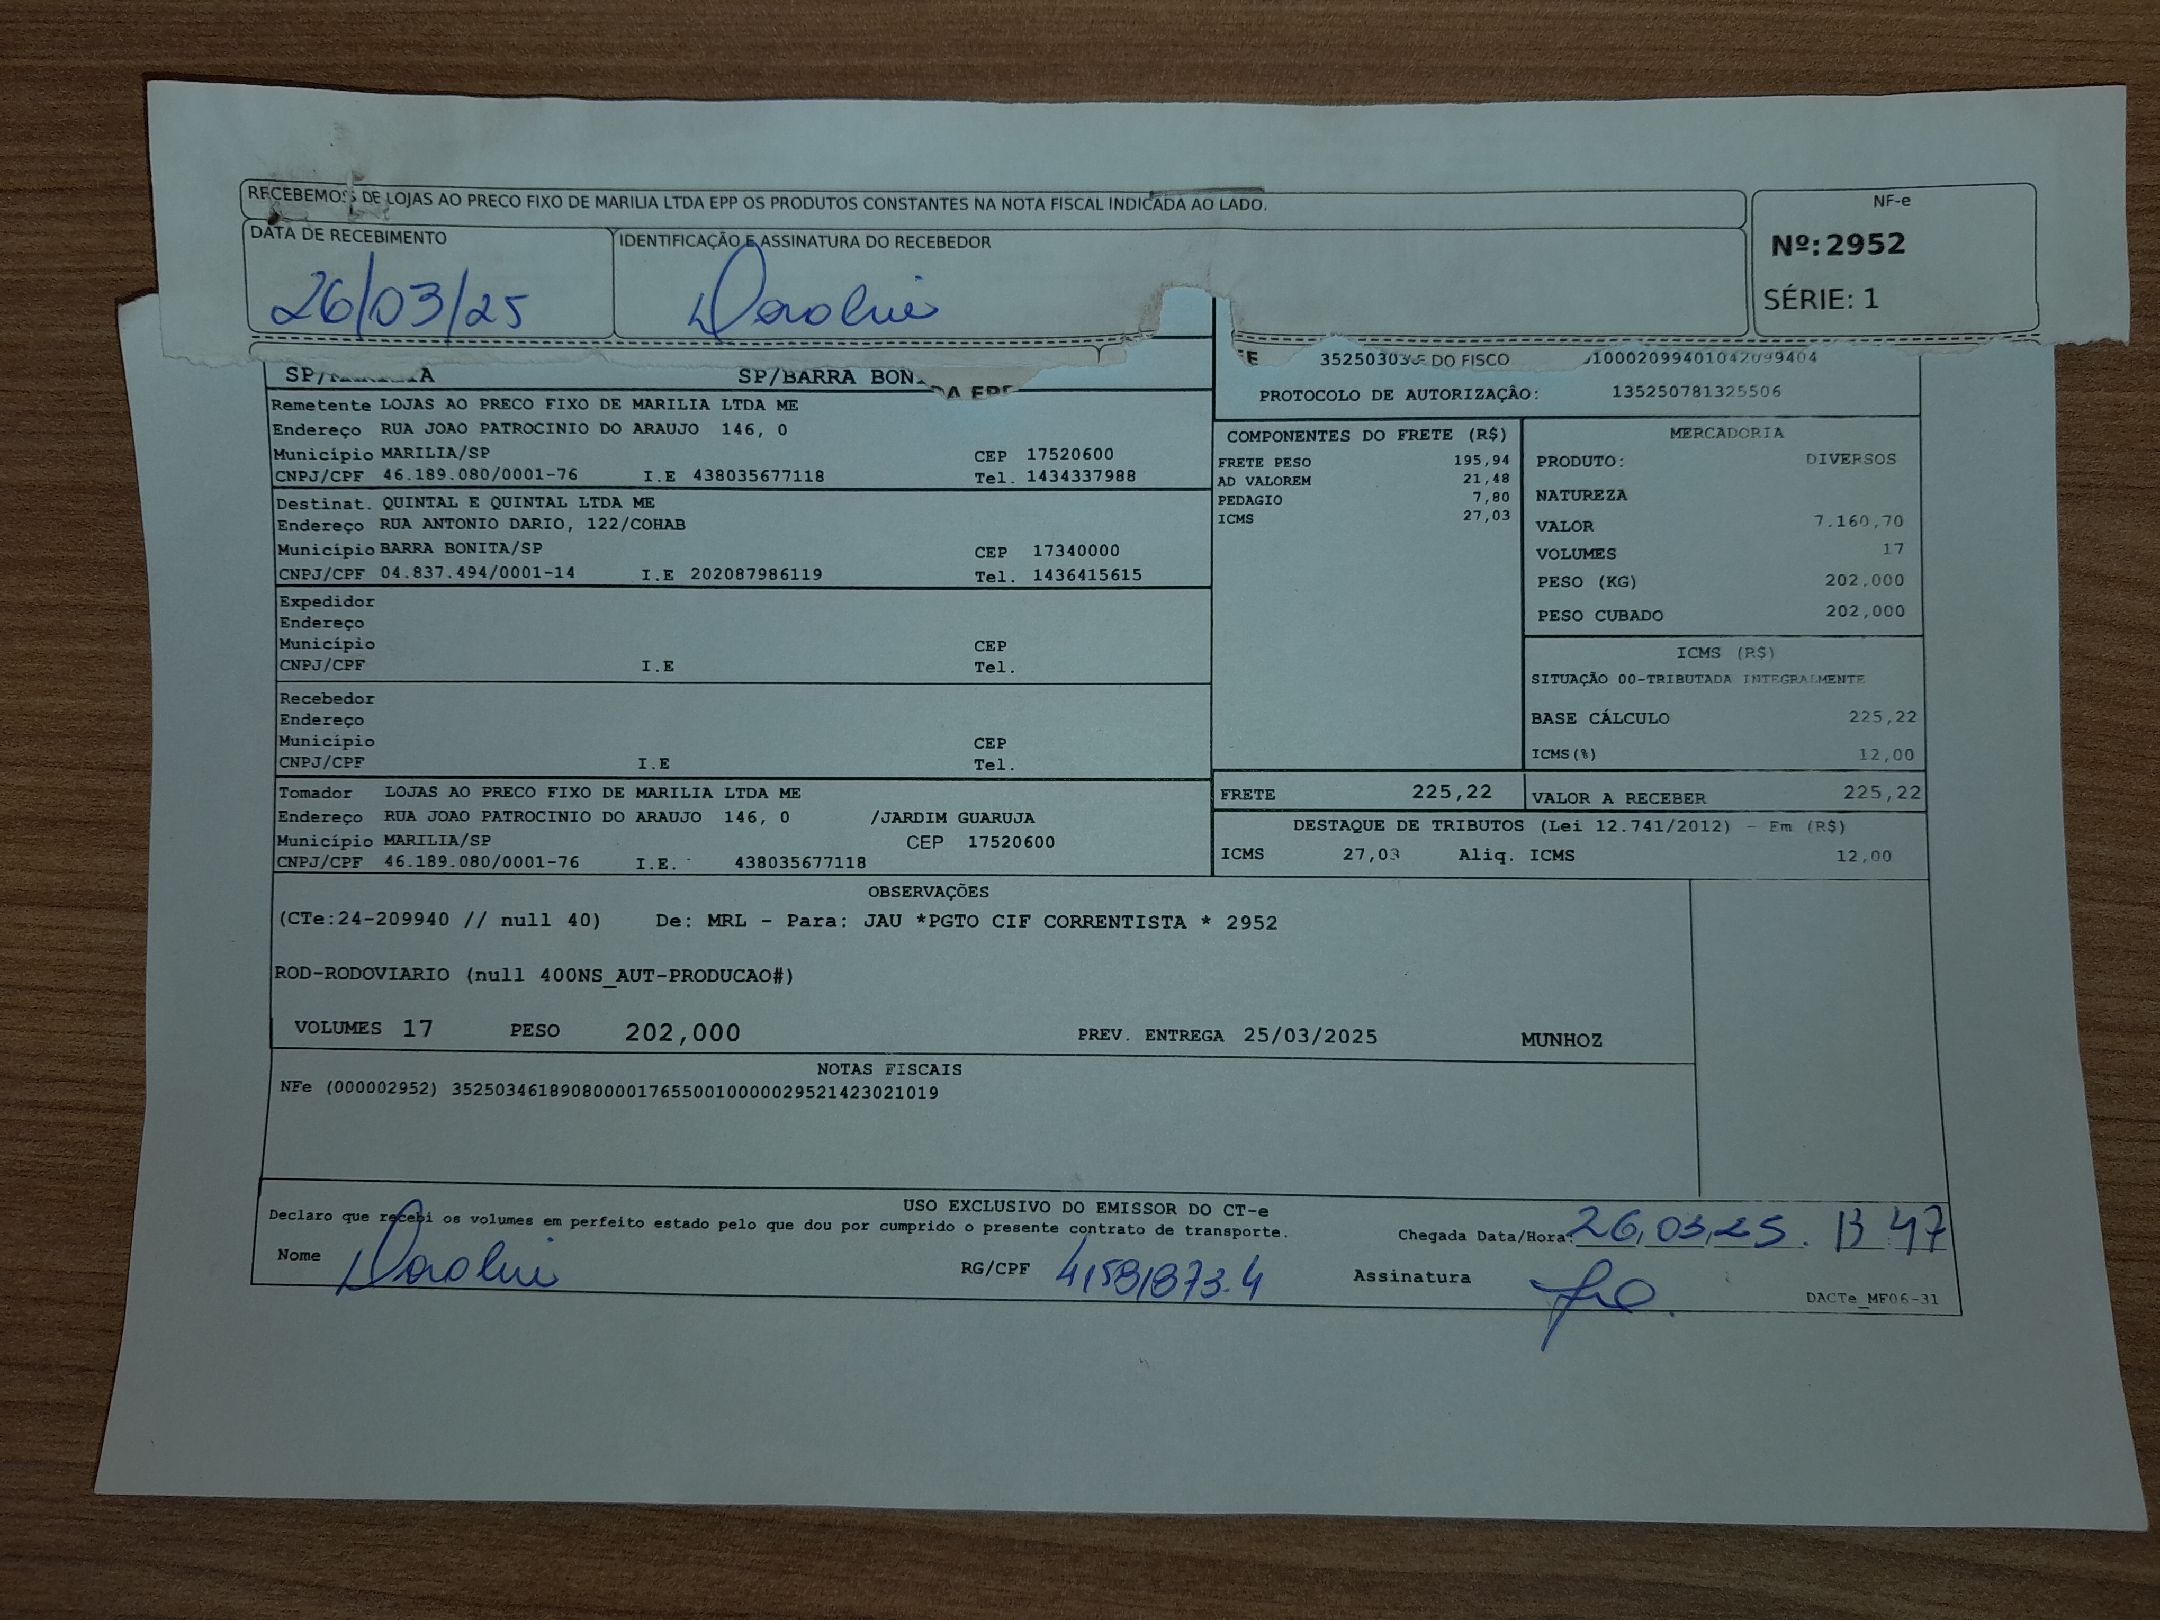 RECEBEMOS DE LOJAS AO PRECO FIXO DE MARILIA LTDA EPP OS PRODUTOS CONSTANTES NA NOTA FISCAL INDICADA AO LADO.
NF-e
Nº: 2952
SÉRIE: 1
DATA DE RECEBIMENTO
26/03/25
IDENTIFICAÇÃO E ASSINATURA DO RECEBEDOR
SP/BARRA BON
DO FISCO
PROTOCOLO DE AUTORIZAÇÃO: 135250781325506
Remetente LOJAS AO PRECO FIXO DE MARILIA LTDA ME
Endereço RUA JOAO PATROCINIO DO ARAUJO 146, 0
Município MARILIA/SP CEP 17520600
CNPJ/CPF 46.189.080/0001-76 I.E 438035677118 Tel. 1434337988
Destinat. QUINTAL E QUINTAL LTDA ME
Endereço RUA ANTONIO DARIO, 122/COHAB
Município BARRA BONITA/SP CEP 17340000
CNPJ/CPF 04.837.494/0001-14 I.E 202087986119 Tel. 1436415615
Expedidor
Endereço
Município CEP
CNPJ/CPF I.E Tel.
Recebedor
Endereço
Município CEP
CNPJ/CPF I.E Tel.
Tomador LOJAS AO PRECO FIXO DE MARILIA LTDA ME
Endereço RUA JOAO PATROCINIO DO ARAUJO 146, 0 /JARDIM GUARUJA
Município MARILIA/SP CEP 17520600
CNPJ/CPF 46.189.080/0001-76 I.E. 438035677118
COMPONENTES DO FRETE (R$)
FRETE PESO 195,94
AD VALOREM 21,48
PEDAGIO 7,80
ICMS 27,03
MERCADORIA
PRODUTO: DIVERSOS
NATUREZA
VALOR 7.160,70
VOLUMES 17
PESO (KG) 202,000
PESO CUBADO 202,000
ICMS (R$)
SITUAÇÃO 00-TRIBUTADA INTEGRALMENTE
BASE CÁLCULO 225,22
ICMS(%) 12,00
FRETE 225,22 VALOR A RECEBER 225,22
DESTAQUE DE TRIBUTOS (Lei 12.741/2012) - Em (R$)
ICMS 27,03 Aliq. ICMS 12,00
OBSERVAÇÕES
(CTe:24-209940 // null 40) De: MRL - Para: JAU *PGTO CIF CORRENTISTA * 2952
ROD-RODOVIARIO (null 400NS_AUT-PRODUCAO#)
VOLUMES 17 PESO 202,000 PREV. ENTREGA 25/03/2025 MUNHOZ
NOTAS FISCAIS
NFe (000002952) 35250346189080000176550010000029521423021019
USO EXCLUSIVO DO EMISSOR DO CT-e
Declaro que recebi os volumes em perfeito estado pelo que dou por cumprido o presente contrato de transporte.
Chegada Data/Hora: 26,03,25. 13 47
Nome
RG/CPF
Assinatura
DACTe_MF06-31